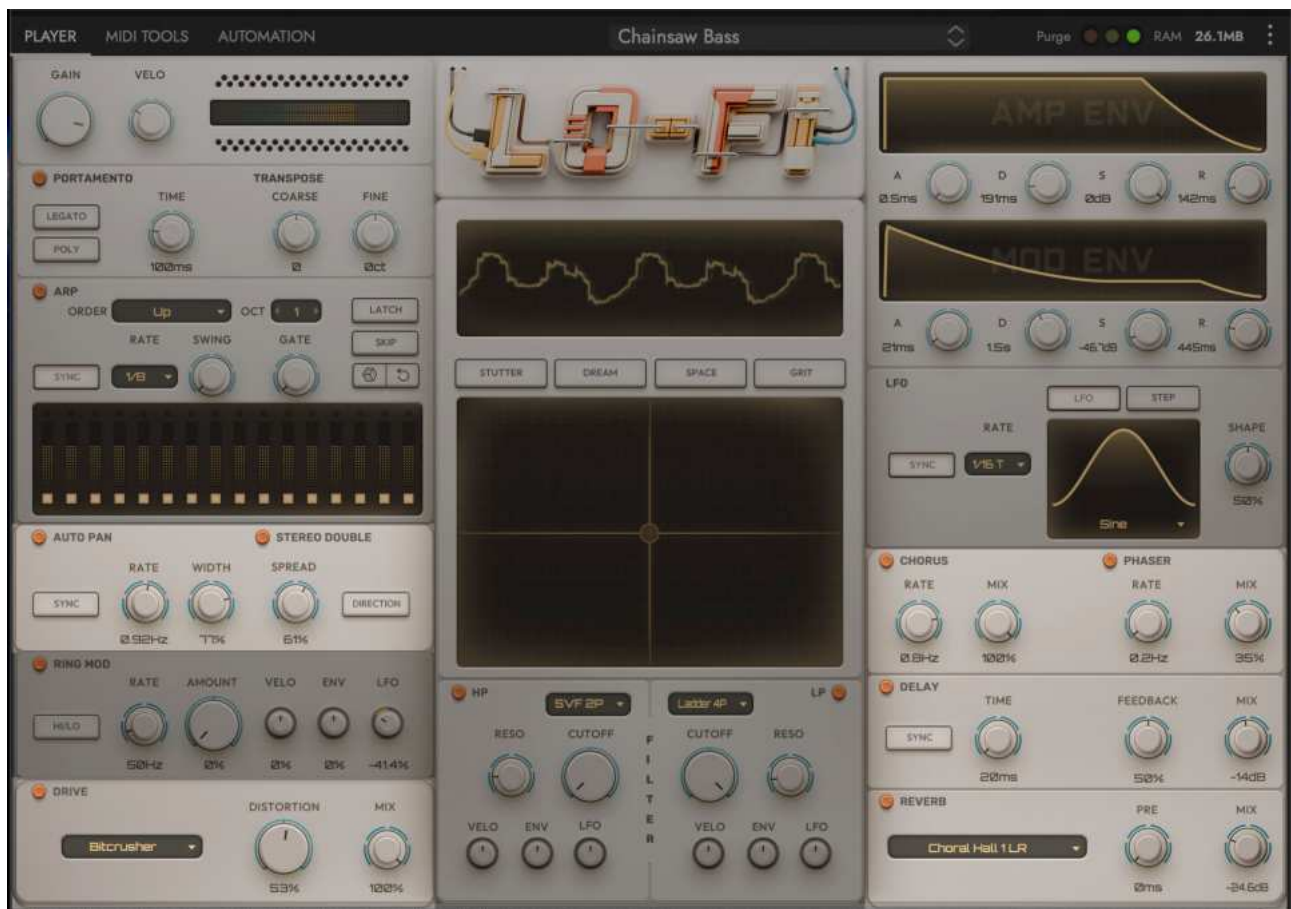 PLAYER MIDI TOOLS AUTOMATION Chainsaw Bass Purge RAM 26.1MB
GAIN VELO
PORTAMENTO TRANSPOSE
TIME COARSE FINE
LEGATO
POLY
100ms 0 0ct
ARP
ORDER Up OCT 1 LATCH
RATE SWING GATE SKIP
SYNC 1/8
AUTO PAN STEREO DOUBLE
RATE WIDTH SPREAD
SYNC DIRECTION
0.92Hz 77% 61%
RING MOD
RATE AMOUNT VELO ENV LFO
HI/LO
50Hz 0% 0% 0% -41.4%
DRIVE
DISTORTION MIX
Bitcrusher
53% 100%
LO-FI
STUTTER DREAM SPACE GRIT
HP SVF 2P Ladder 4P LP
RESO CUTOFF CUTOFF RESO
FILTER
VELO ENV LFO VELO ENV LFO
AMP ENV
A D S R
0.5ms 191ms 0dB 142ms
MOD ENV
A D S R
21ms 1.5s -46.7dB 445ms
LFO
LFO STEP
RATE SHAPE
SYNC 1/16 T
50%
Sine
CHORUS PHASER
RATE MIX RATE MIX
0.8Hz 100% 0.2Hz 35%
DELAY
TIME FEEDBACK MIX
SYNC
20ms 50% -14dB
REVERB
PRE MIX
Choral Hall 1 LR
0ms -24.6dB